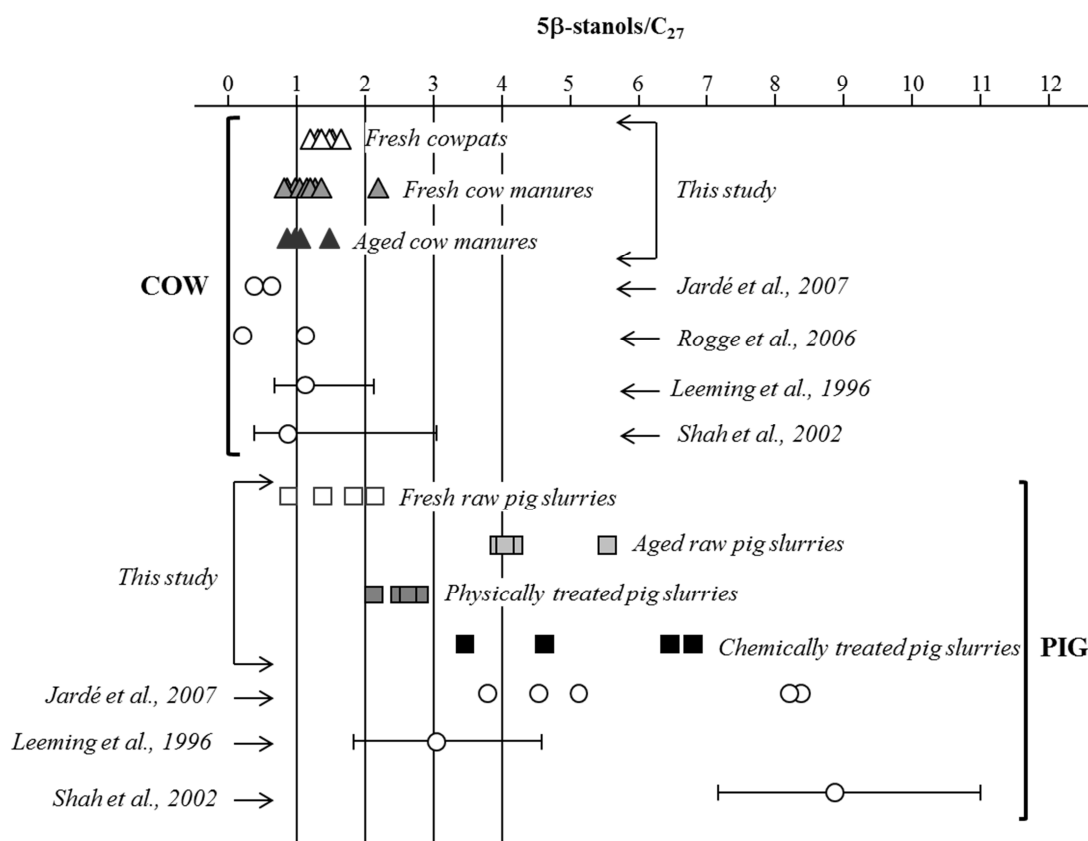 5β-stanols/C27
0 1 2 3 4 5 6 7 8 9 10 11 12
Fresh cowpats
Fresh cow manures
This study
Aged cow manures
COW
Jardé et al., 2007
Rogge et al., 2006
Leeming et al., 1996
Shah et al., 2002
Fresh raw pig slurries
Aged raw pig slurries
This study
Physically treated pig slurries
Chemically treated pig slurries
PIG
Jardé et al., 2007
Leeming et al., 1996
Shah et al., 2002